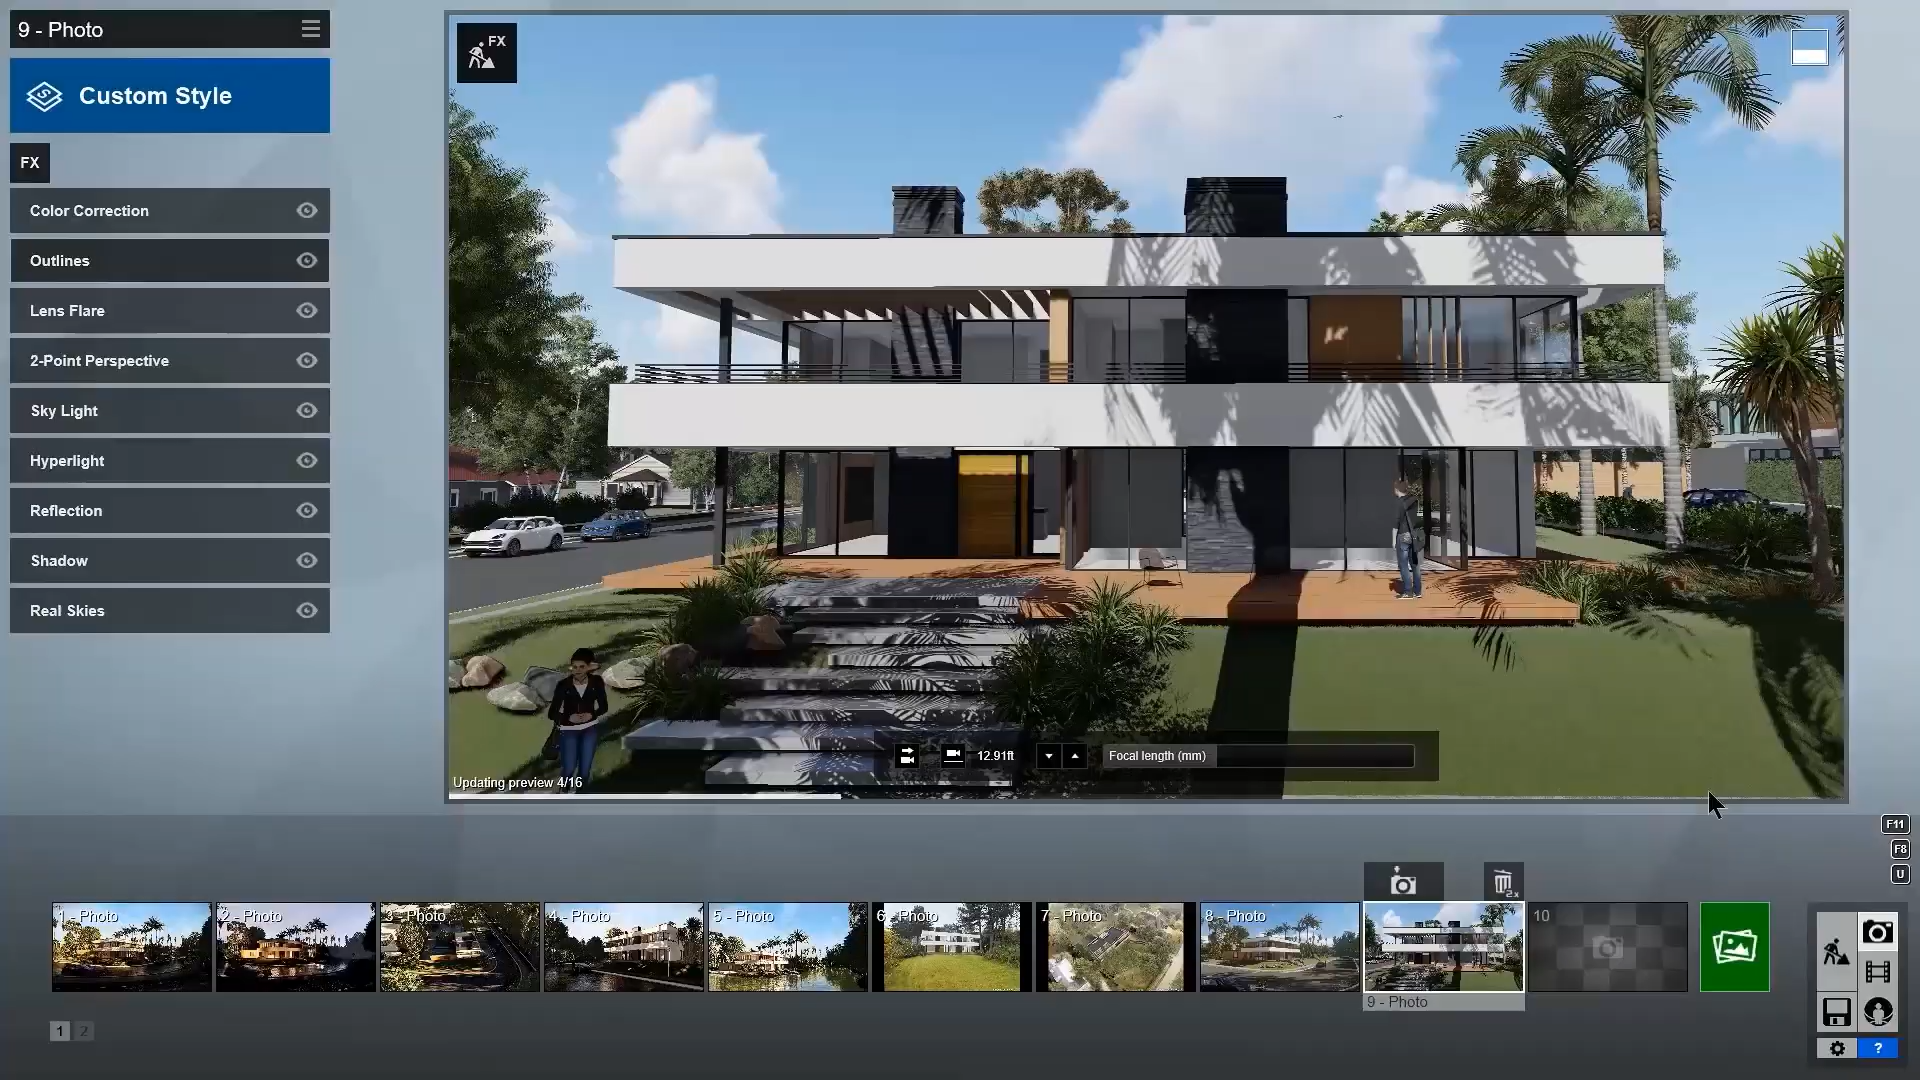 9 - Photo
Custom Style
FX
FX
Color Correction
Outlines
Lens Flare
2-Point Perspective
Sky Light
Hyperlight
Reflection
Shadow
Real Skies
12.91ft
Focal length (mm)
Updating preview 4/16
F11
F8
U
2x
1 - Photo
2 - Photo
3 - Photo
4 - Photo
5 - Photo
6 - Photo
7 - Photo
8 - Photo
9 - Photo
10
1 2
?